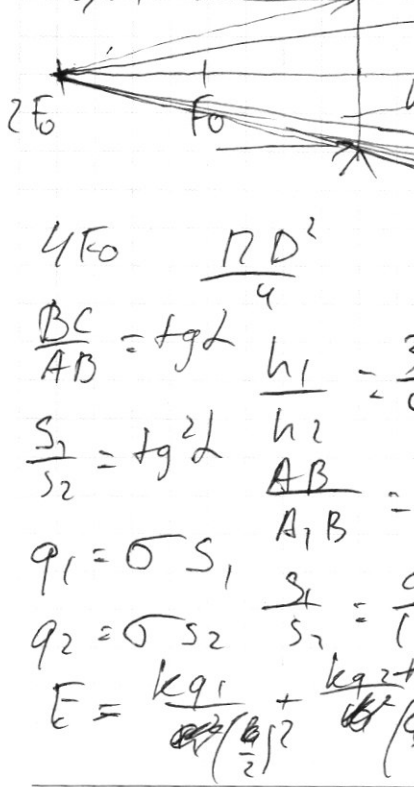 2F₀ F₀
4F₀ πD²/4
BC/AB = tgα h₁/h₂ =
S₁/S₂ = tg²α AB/A₁B =
q₁ = σS₁ S₁/S₂ =
q₂ = σS₂
E = kq₁/( /2)² + kq₂